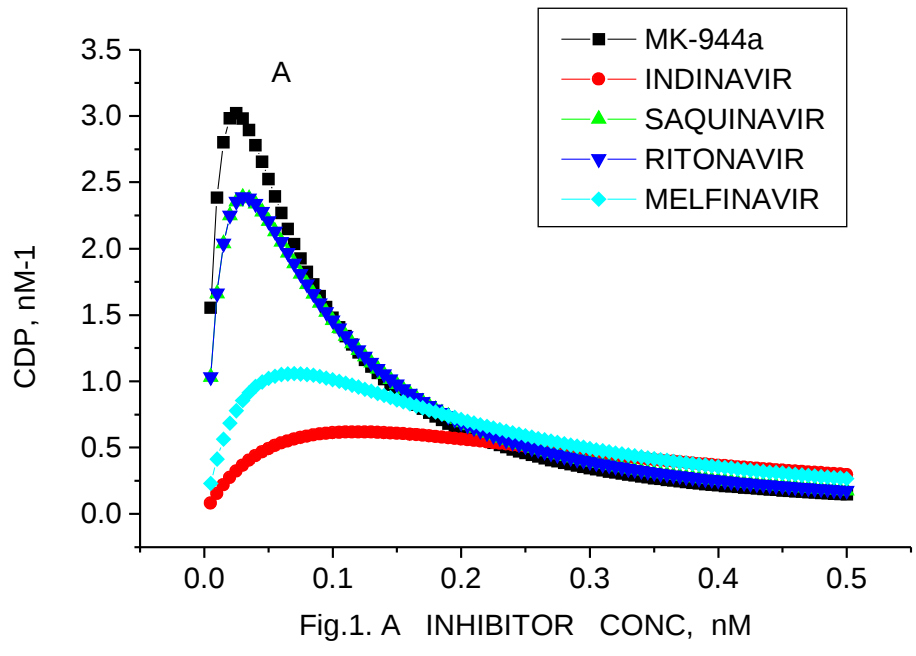 MK-944a
INDINAVIR
SAQUINAVIR
RITONAVIR
MELFINAVIR
A
3.5
3.0
2.5
2.0
1.5
1.0
0.5
0.0
CDP, nM-1
0.0 0.1 0.2 0.3 0.4 0.5
Fig.1. A INHIBITOR CONC, nM